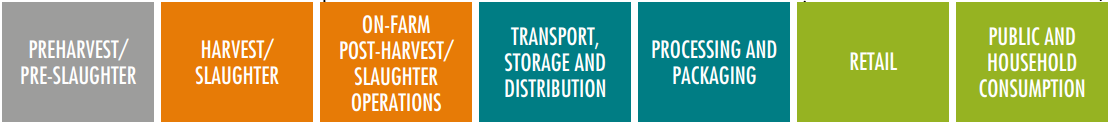 PREHARVEST/
PRE-SLAUGHTER
HARVEST/
SLAUGHTER
ON-FARM
POST-HARVEST/
SLAUGHTER
OPERATIONS
TRANSPORT,
STORAGE AND
DISTRIBUTION
PROCESSING AND
PACKAGING
RETAIL
PUBLIC AND
HOUSEHOLD
CONSUMPTION